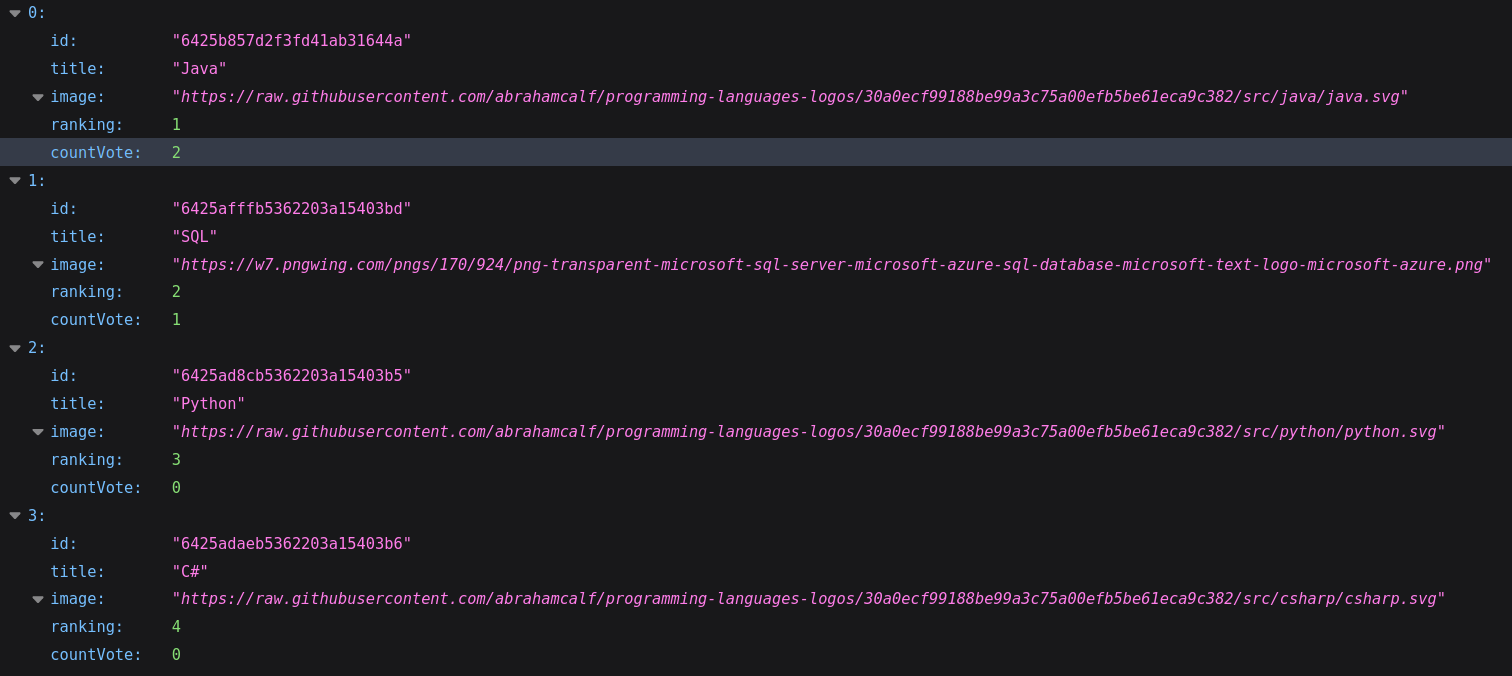 0:
id: "6425b857d2f3fd41ab31644a"
title: "Java"
image: "https://raw.githubusercontent.com/abrahamcalf/programming-languages-logos/30a0ecf99188be99a3c75a00efb5be61eca9c382/src/java/java.svg"
ranking: 1
countVote: 2
1:
id: "6425afffb5362203a15403bd"
title: "SQL"
image: "https://w7.pngwing.com/pngs/170/924/png-transparent-microsoft-sql-server-microsoft-azure-sql-database-microsoft-text-logo-microsoft-azure.png"
ranking: 2
countVote: 1
2:
id: "6425ad8cb5362203a15403b5"
title: "Python"
image: "https://raw.githubusercontent.com/abrahamcalf/programming-languages-logos/30a0ecf99188be99a3c75a00efb5be61eca9c382/src/python/python.svg"
ranking: 3
countVote: 0
3:
id: "6425adaeb5362203a15403b6"
title: "C#"
image: "https://raw.githubusercontent.com/abrahamcalf/programming-languages-logos/30a0ecf99188be99a3c75a00efb5be61eca9c382/src/csharp/csharp.svg"
ranking: 4
countVote: 0